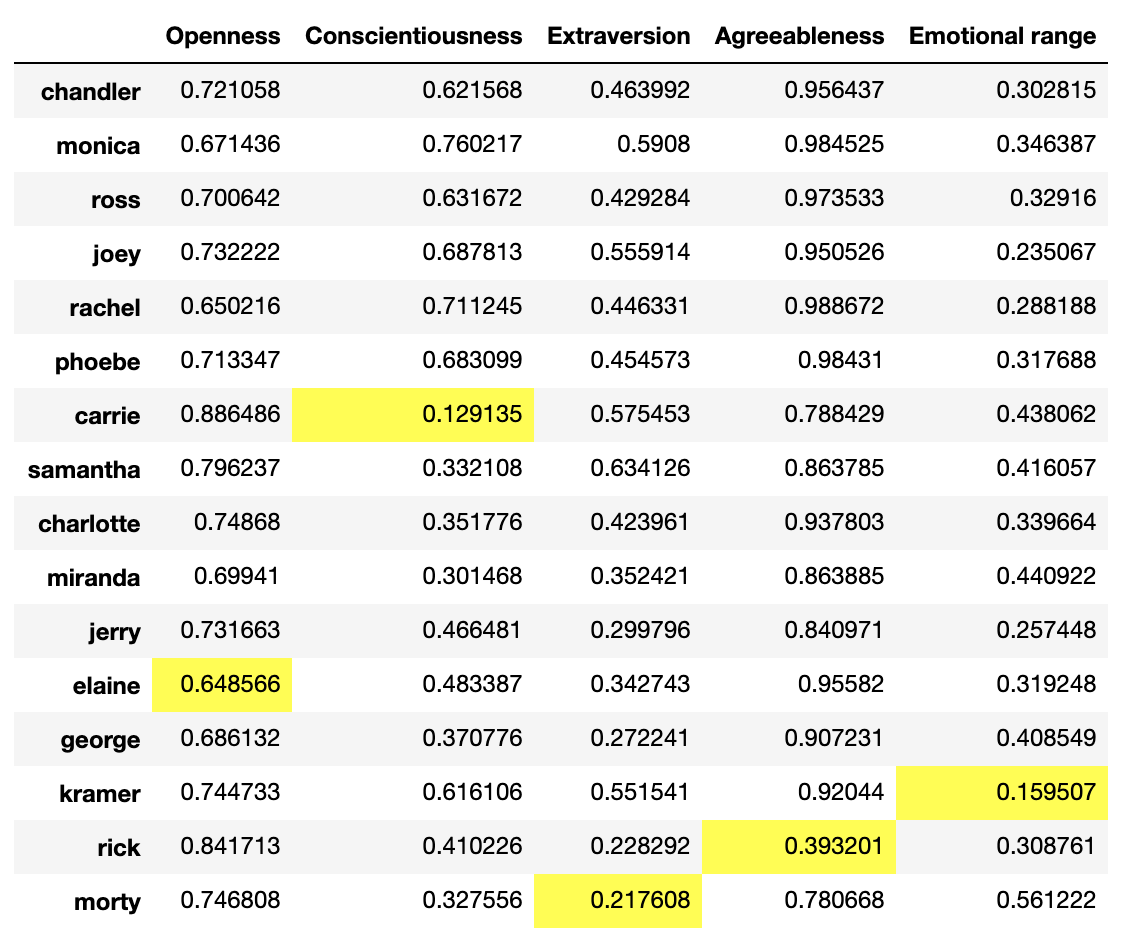 Openness Conscientiousness Extraversion Agreeableness Emotional range
chandler 0.721058 0.621568 0.463992 0.956437 0.302815
monica 0.671436 0.760217 0.5908 0.984525 0.346387
ross 0.700642 0.631672 0.429284 0.973533 0.32916
joey 0.732222 0.687813 0.555914 0.950526 0.235067
rachel 0.650216 0.711245 0.446331 0.988672 0.288188
phoebe 0.713347 0.683099 0.454573 0.98431 0.317688
carrie 0.886486 0.129135 0.575453 0.788429 0.438062
samantha 0.796237 0.332108 0.634126 0.863785 0.416057
charlotte 0.74868 0.351776 0.423961 0.937803 0.339664
miranda 0.69941 0.301468 0.352421 0.863885 0.440922
jerry 0.731663 0.466481 0.299796 0.840971 0.257448
elaine 0.648566 0.483387 0.342743 0.95582 0.319248
george 0.686132 0.370776 0.272241 0.907231 0.408549
kramer 0.744733 0.616106 0.551541 0.92044 0.159507
rick 0.841713 0.410226 0.228292 0.393201 0.308761
morty 0.746808 0.327556 0.217608 0.780668 0.561222